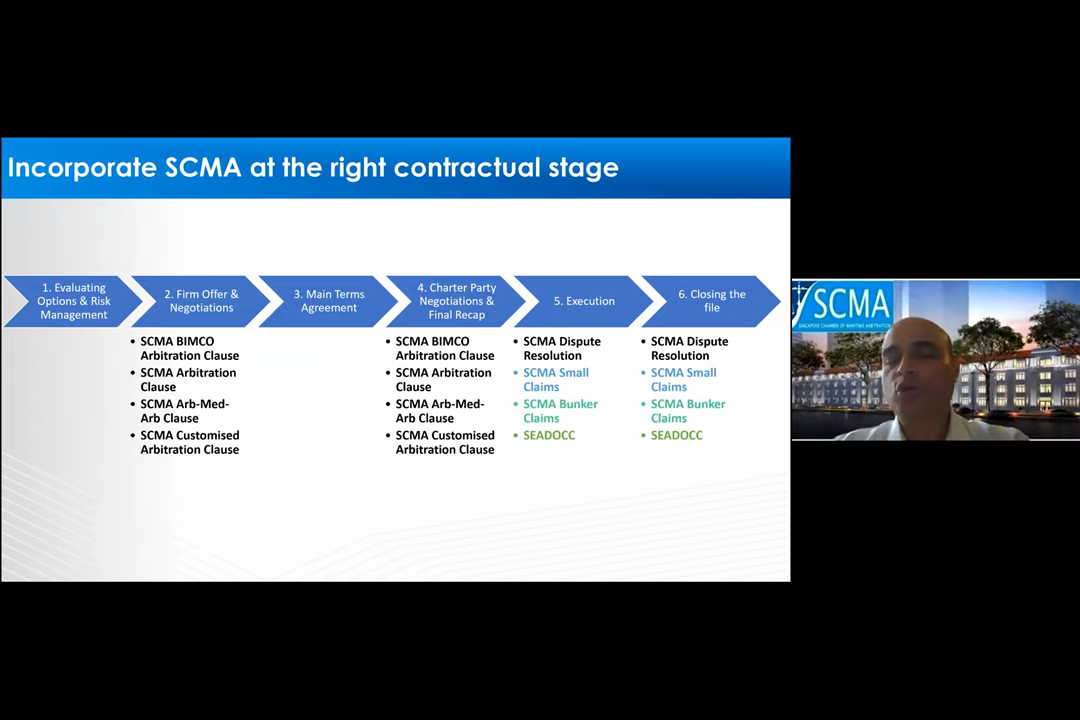 Incorporate SCMA at the right contractual stage
1. Evaluating
Options & Risk
Management
2. Firm Offer &
Negotiations
3. Main Terms
Agreement
4. Charter Party
Negotiations &
Final Recap
5. Execution
6. Closing the
file
• SCMA BIMCO
Arbitration Clause
• SCMA Arbitration
Clause
• SCMA Arb-Med-
Arb Clause
• SCMA Customised
Arbitration Clause
• SCMA BIMCO
Arbitration Clause
• SCMA Arbitration
Clause
• SCMA Arb-Med-
Arb Clause
• SCMA Customised
Arbitration Clause
• SCMA Dispute
Resolution
• SCMA Small
Claims
• SCMA Bunker
Claims
• SEADOCC
• SCMA Dispute
Resolution
• SCMA Small
Claims
• SCMA Bunker
Claims
• SEADOCC
SCMA
SINGAPORE CHAMBER OF MARITIME ARBITRATION